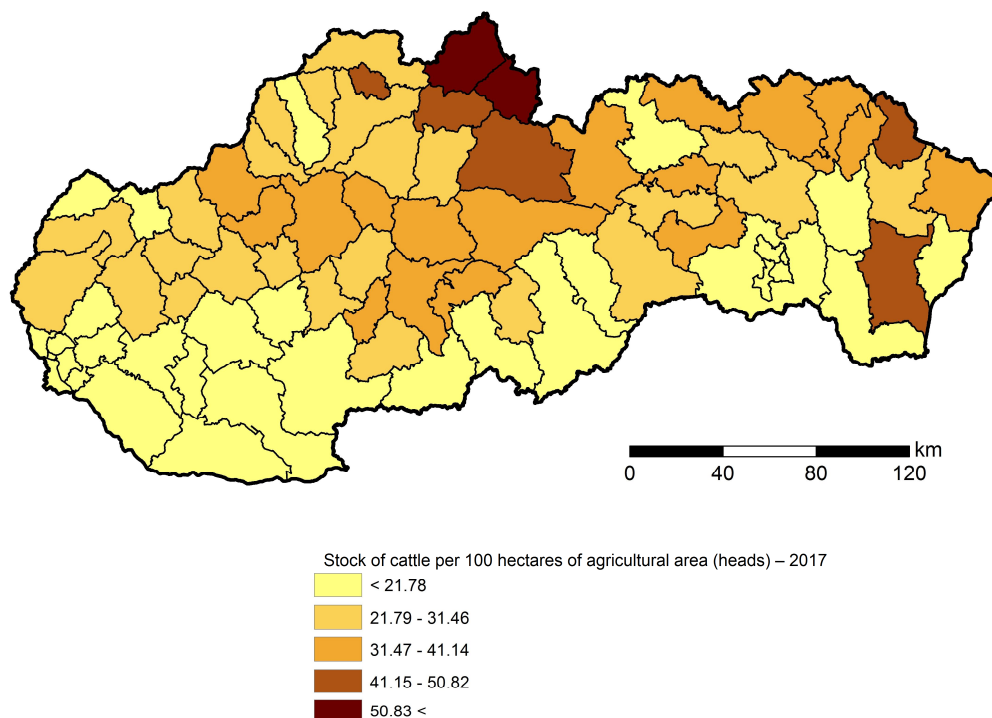 km
0 40 80 120
Stock of cattle per 100 hectares of agricultural area (heads) – 2017
< 21.78
21.79 - 31.46
31.47 - 41.14
41.15 - 50.82
50.83 <